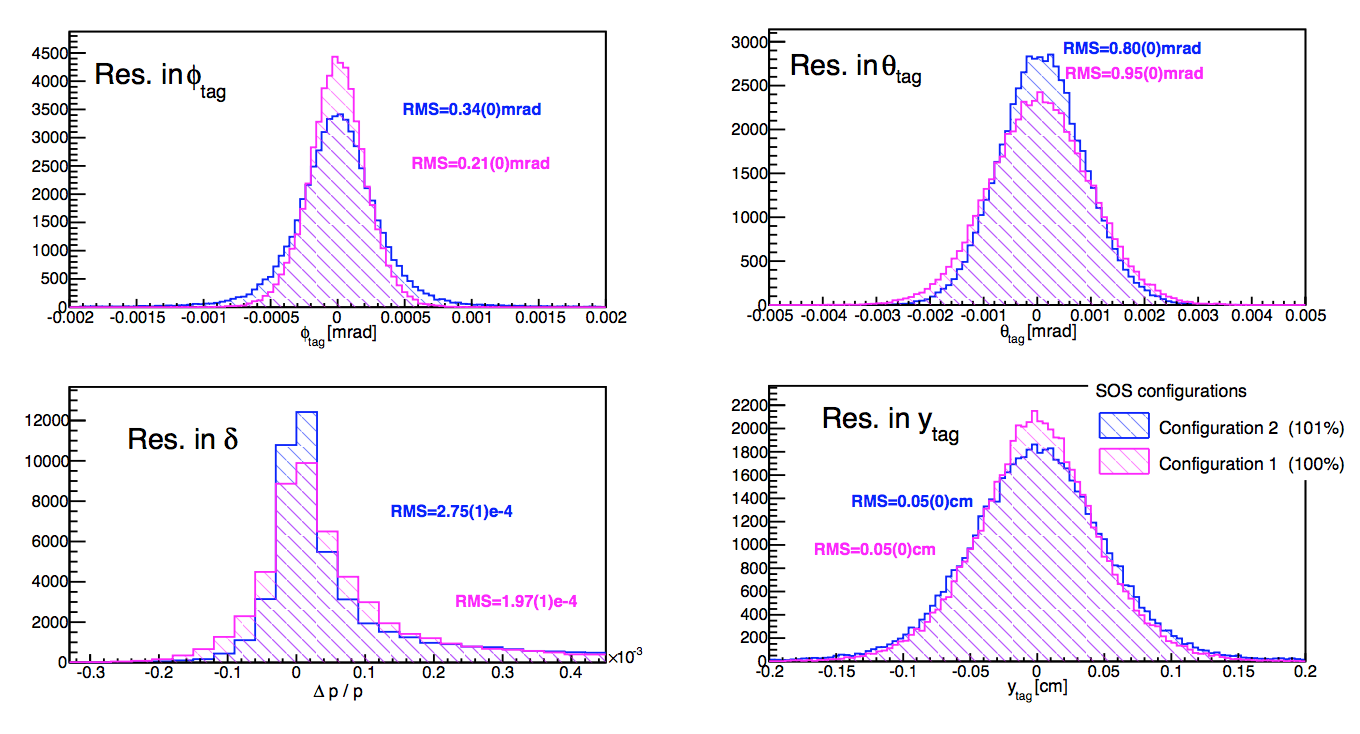 Res. in ϕtag
RMS=0.34(0)mrad
RMS=0.21(0)mrad
4500
4000
3500
3000
2500
2000
1500
1000
500
0
-0.002 -0.0015 -0.001 -0.0005 0 0.0005 0.001 0.0015 0.002
ϕtag [mrad]
Res. in θtag
RMS=0.80(0)mrad
RMS=0.95(0)mrad
3000
2500
2000
1500
1000
500
0
-0.005 -0.004 -0.003 -0.002 -0.001 0 0.001 0.002 0.003 0.004 0.005
θtag [mrad]
Res. in δ
RMS=2.75(1)e-4
RMS=1.97(1)e-4
12000
10000
8000
6000
4000
2000
0
-0.3 -0.2 -0.1 0 0.1 0.2 0.3 0.4 ×10-3
Δ p / p
Res. in ytag
RMS=0.05(0)cm
RMS=0.05(0)cm
SOS configurations
Configuration 2 (101%)
Configuration 1 (100%)
2200
2000
1800
1600
1400
1200
1000
800
600
400
200
0
-0.2 -0.15 -0.1 -0.05 0 0.05 0.1 0.15 0.2
ytag [cm]